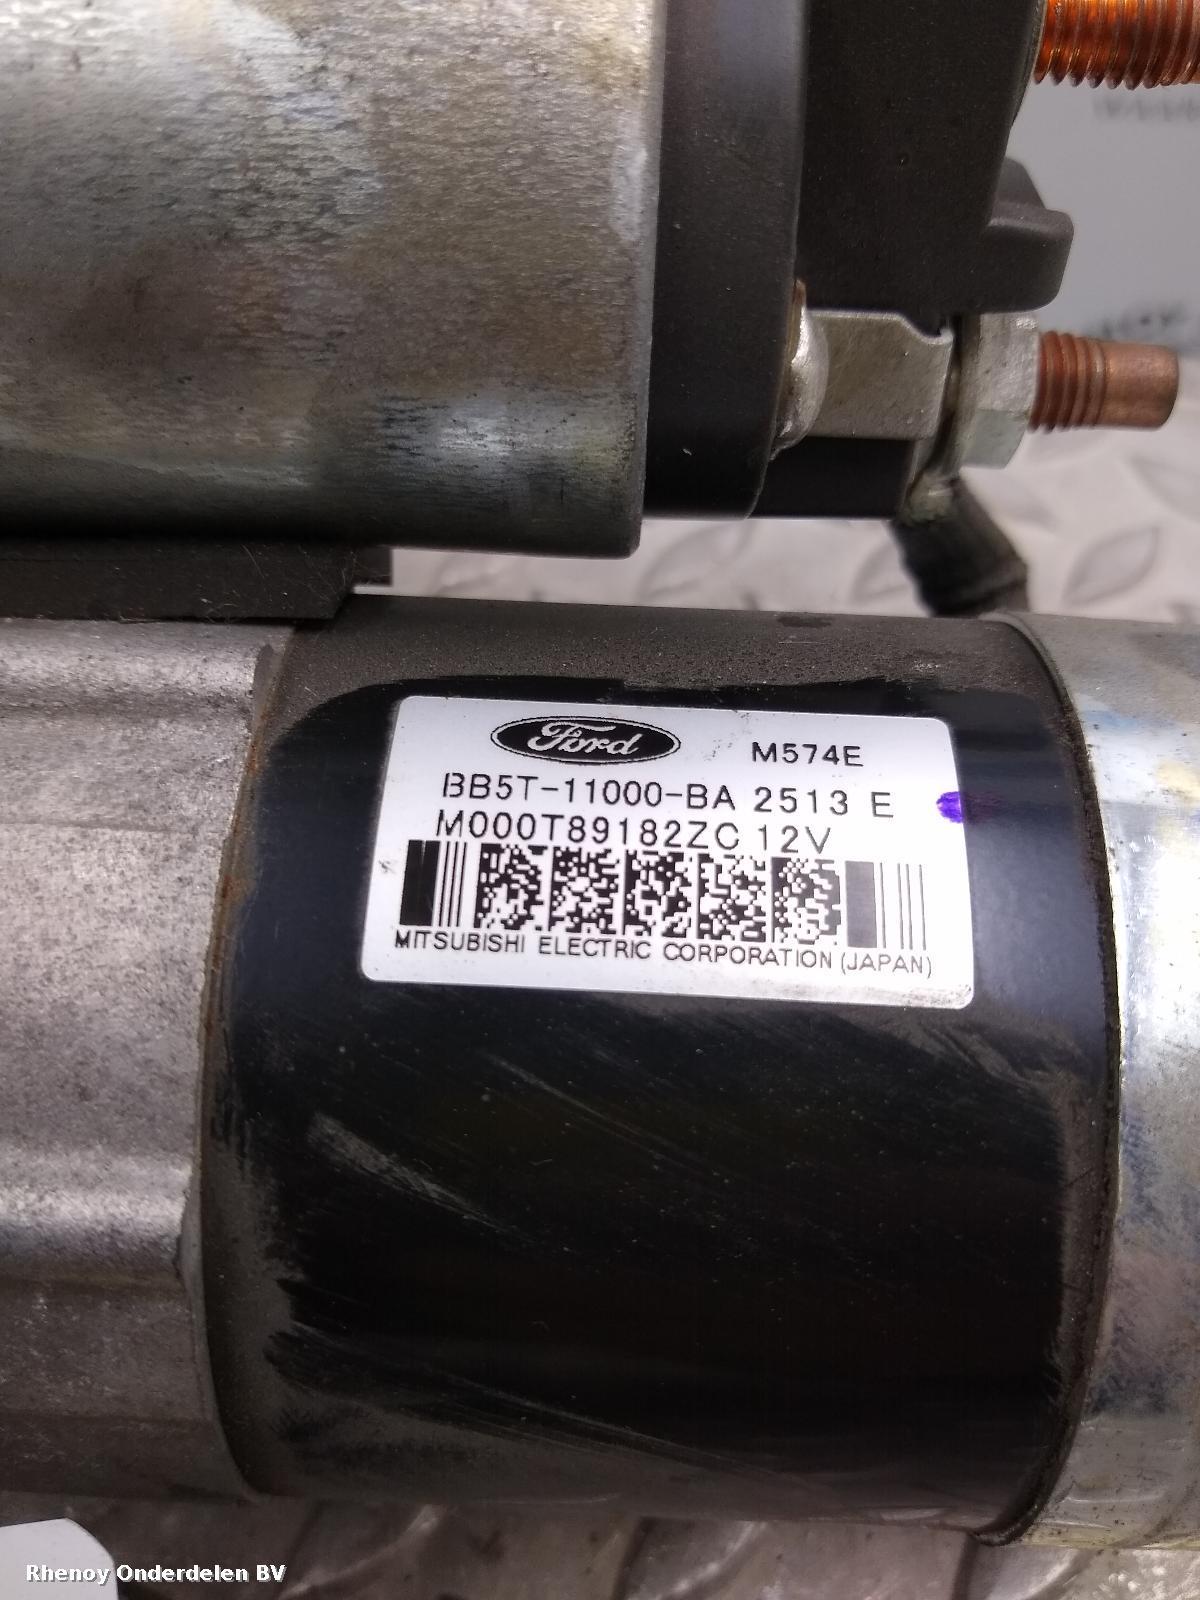 Ford M574E
BB5T-11000-BA 2513 E
M000T89182ZC 12V
MITSUBISHI ELECTRIC CORPORATION (JAPAN)
Rhenoy Onderdelen BV